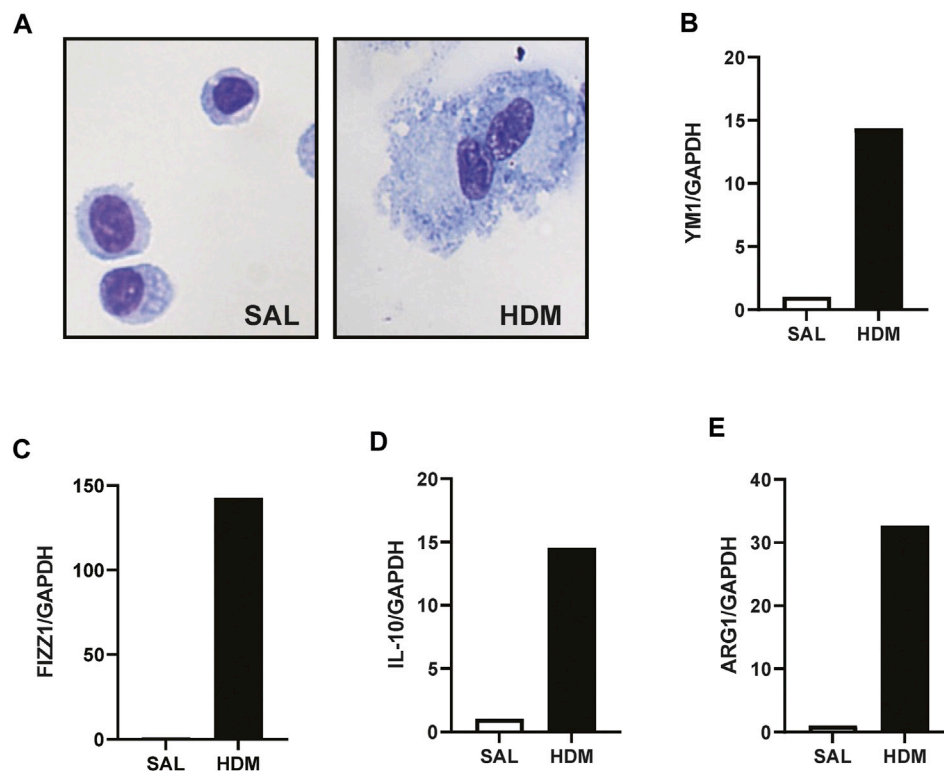 A
SAL
HDM
B
YM1/GAPDH
20
15
10
5
0
SAL
HDM
C
FIZZ1/GAPDH
150
100
50
0
SAL
HDM
D
IL-10/GAPDH
20
15
10
5
0
SAL
HDM
E
ARG1/GAPDH
40
30
20
10
0
SAL
HDM